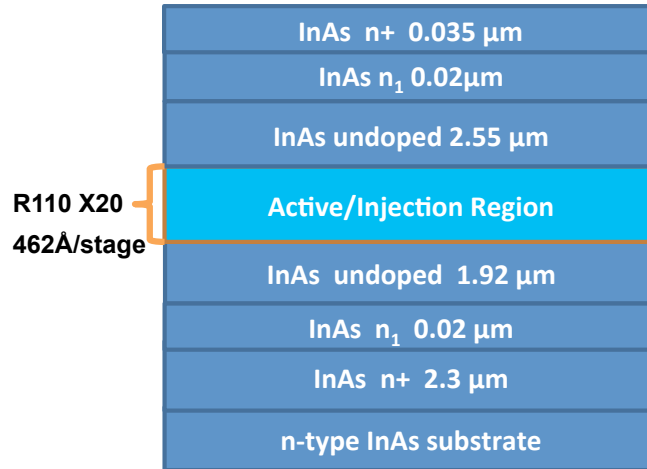 InAs n+ 0.035 µm
InAs n₁ 0.02µm
InAs undoped 2.55 µm
R110 X20
462Å/stage
Active/Injection Region
InAs undoped 1.92 µm
InAs n₁ 0.02 µm
InAs n+ 2.3 µm
n-type InAs substrate